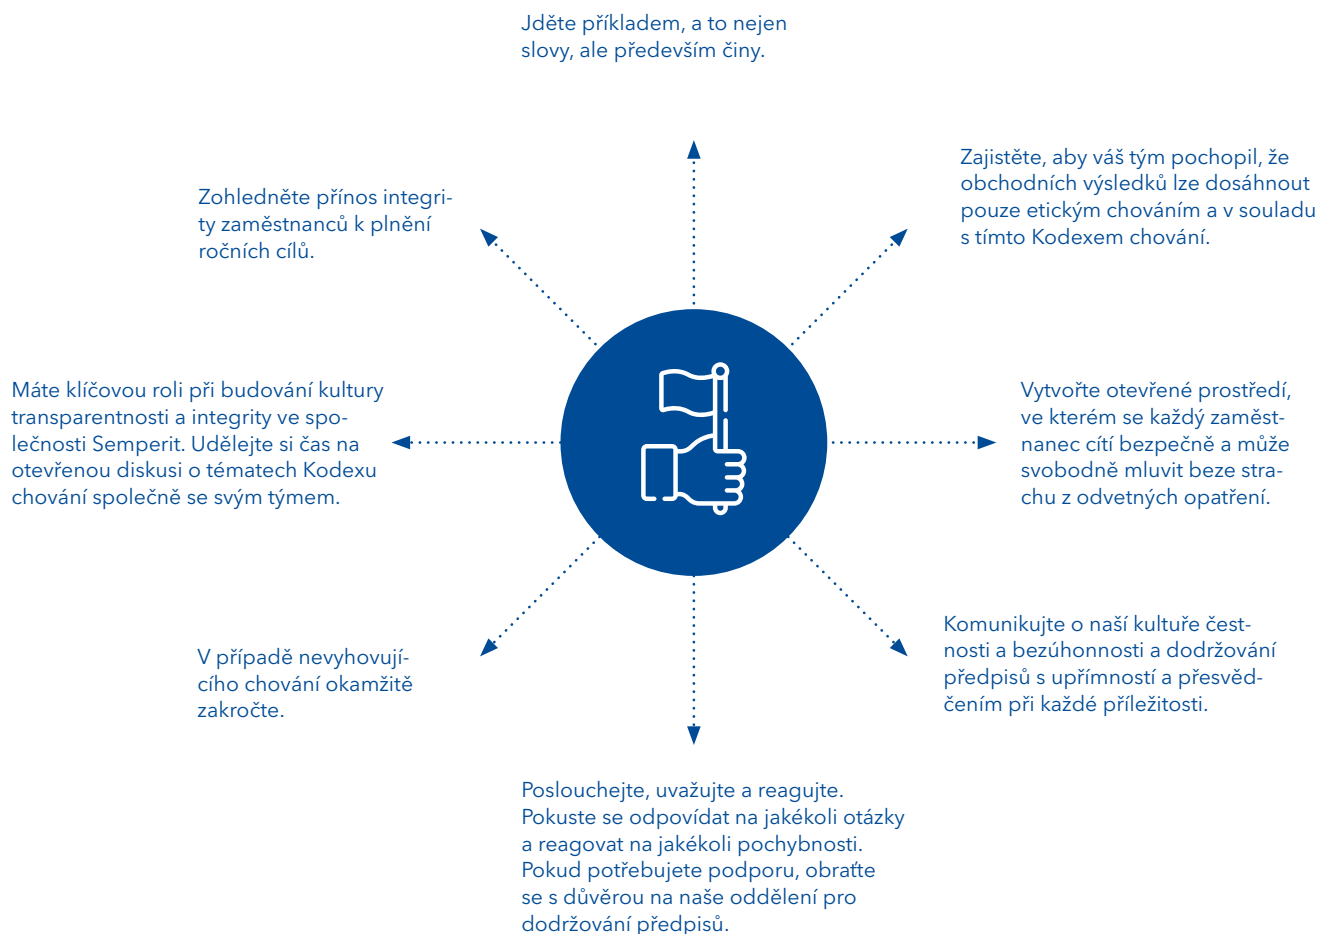 Jděte příkladem, a to nejen
slovy, ale především činy.
Zajistěte, aby váš tým pochopil, že
obchodních výsledků lze dosáhnout
pouze etickým chováním a v souladu
s tímto Kodexem chování.
Zohledněte přínos integri-
ty zaměstnanců k plnění
ročních cílů.
Máte klíčovou roli při budování kultury
transparentnosti a integrity ve spo-
lečnosti Semperit. Udělejte si čas na
otevřenou diskusi o tématech Kodexu
chování společně se svým týmem.
Vytvořte otevřené prostředí,
ve kterém se každý zaměst-
nanec cítí bezpečně a může
svobodně mluvit beze stra-
chu z odvetných opatření.
Komunikujte o naší kultuře čest-
nosti a bezúhonnosti a dodržování
předpisů s upřímností a přesvěd-
čením při každé příležitosti.
V případě nevyhovují-
cího chování okamžitě
zakročte.
Poslouchejte, uvažujte a reagujte.
Pokuste se odpovídat na jakékoli otázky
a reagovat na jakékoli pochybnosti.
Pokud potřebujete podporu, obraťte
se s důvěrou na naše oddělení pro
dodržování předpisů.